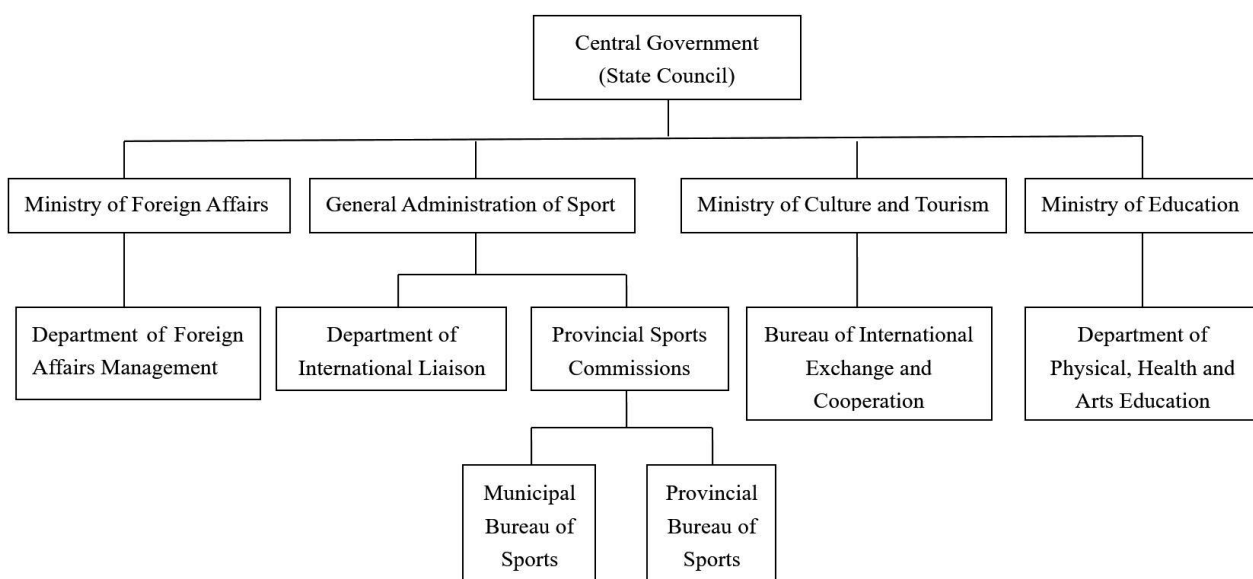 Central Government
(State Council)
Ministry of Foreign Affairs
General Administration of Sport
Ministry of Culture and Tourism
Ministry of Education
Department of Foreign
Affairs Management
Department of
International Liaison
Provincial Sports
Commissions
Bureau of International
Exchange and
Cooperation
Department of
Physical, Health and
Arts Education
Municipal
Bureau of
Sports
Provincial
Bureau of
Sports